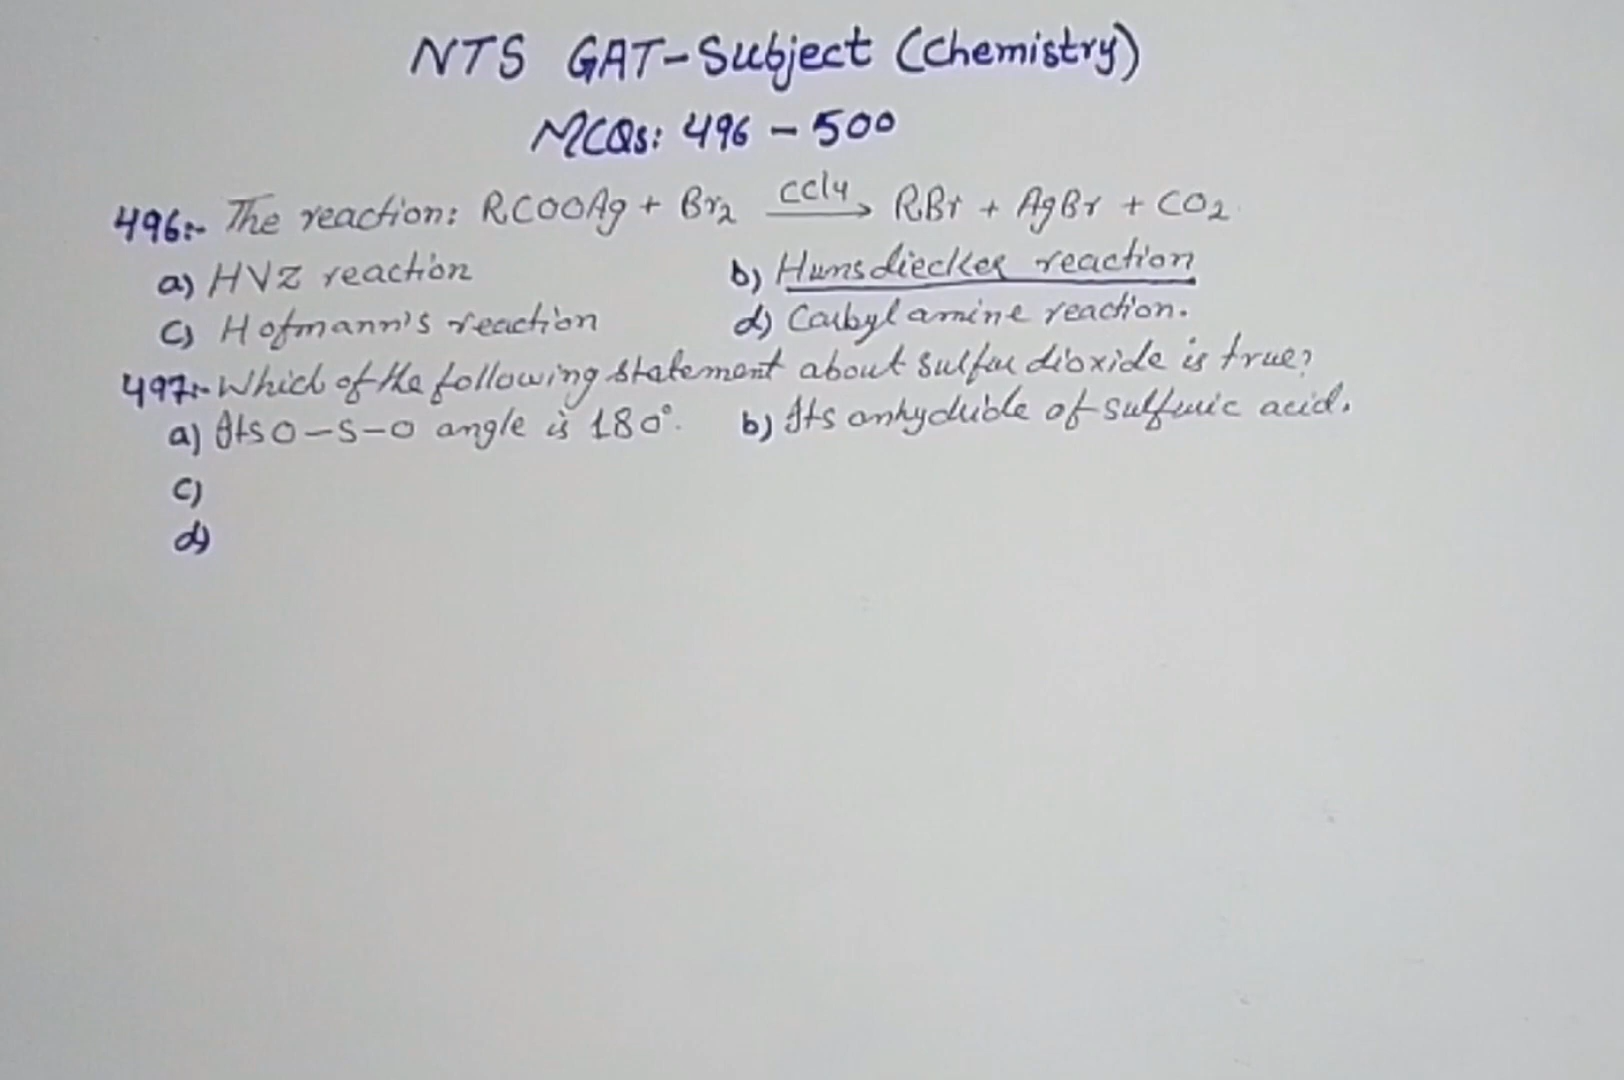 NTS GAT-Subject (Chemistry)
MCQs: 496 - 500
496:- The reaction: RCOOAg + Br2 CCl4 → RBr + AgBr + CO2
a) HVZ reaction b) Hunsdiecker reaction
c) Hofmann's reaction d) Carbylamine reaction.
497:- Which of the following statement about sulfur dioxide is true?
a) Its O-S-O angle is 180°. b) Its anhydride of sulfuric acid.
c)
d)